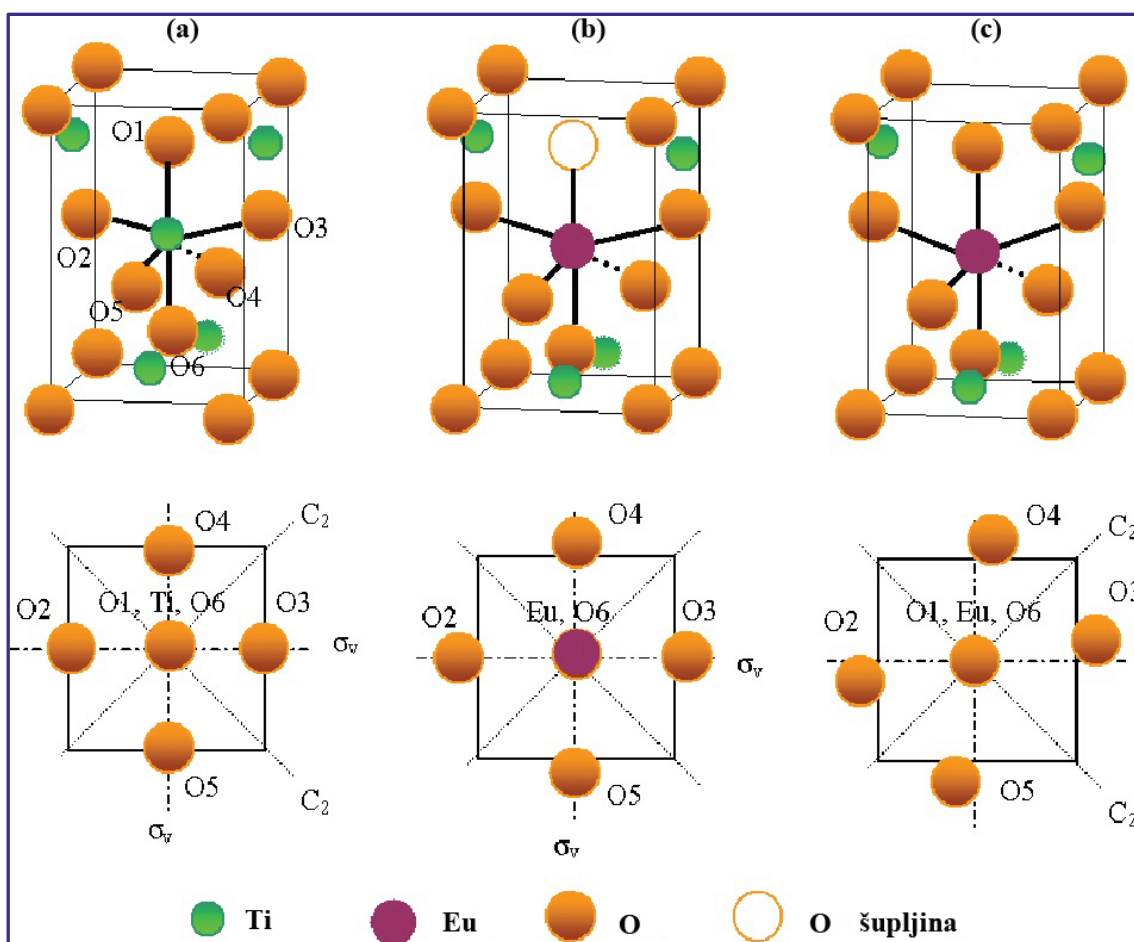 (a) (b) (c)
O1
O2
O3
O4
O5
O6
O4 C₂
O2 O1, Ti, O6 O3
σᵥ
O5
C₂
σᵥ
O4
O2 Eu, O6 O3
σᵥ
O5
σᵥ
O4 C₂
O3
O2 O1, Eu, O6
O5
C₂
Ti Eu O O šupljina